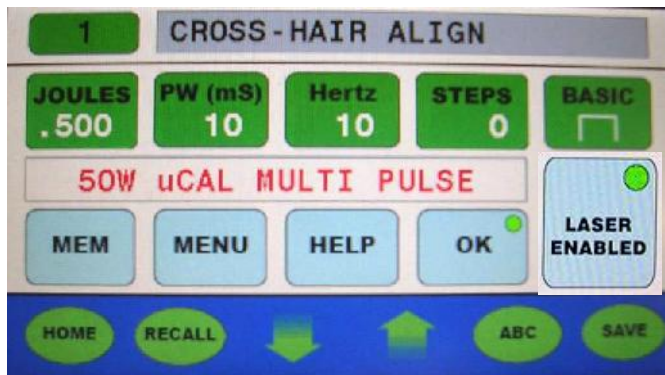 1 CROSS-HAIR ALIGN
JOULES PW (mS) Hertz STEPS BASIC
.500 10 10 0
50W uCAL MULTI PULSE
LASER
ENABLED
MEM MENU HELP OK
HOME RECALL ABC SAVE